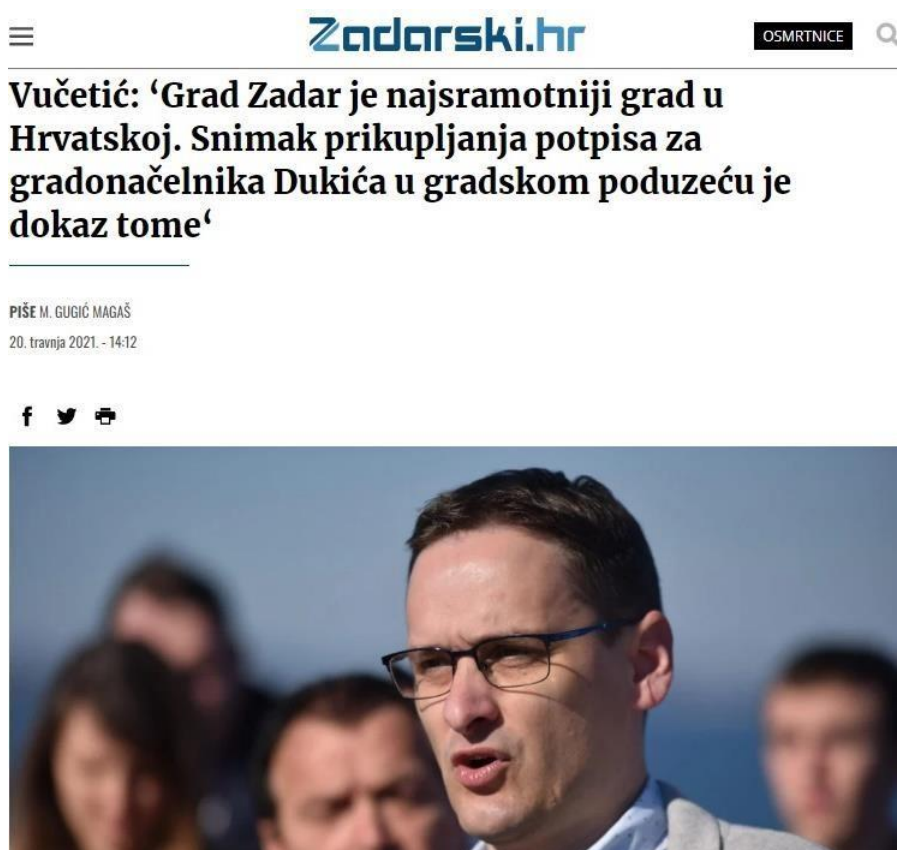 Zadarski.hr
OSMRTNICE
Vučetić: ‘Grad Zadar je najsramotniji grad u
Hrvatskoj. Snimak prikupljanja potpisa za
gradonačelnika Dukića u gradskom poduzeću je
dokaz tome‘
PIŠE M. GUGIĆ MAGAŠ
20. travnja 2021. - 14:12